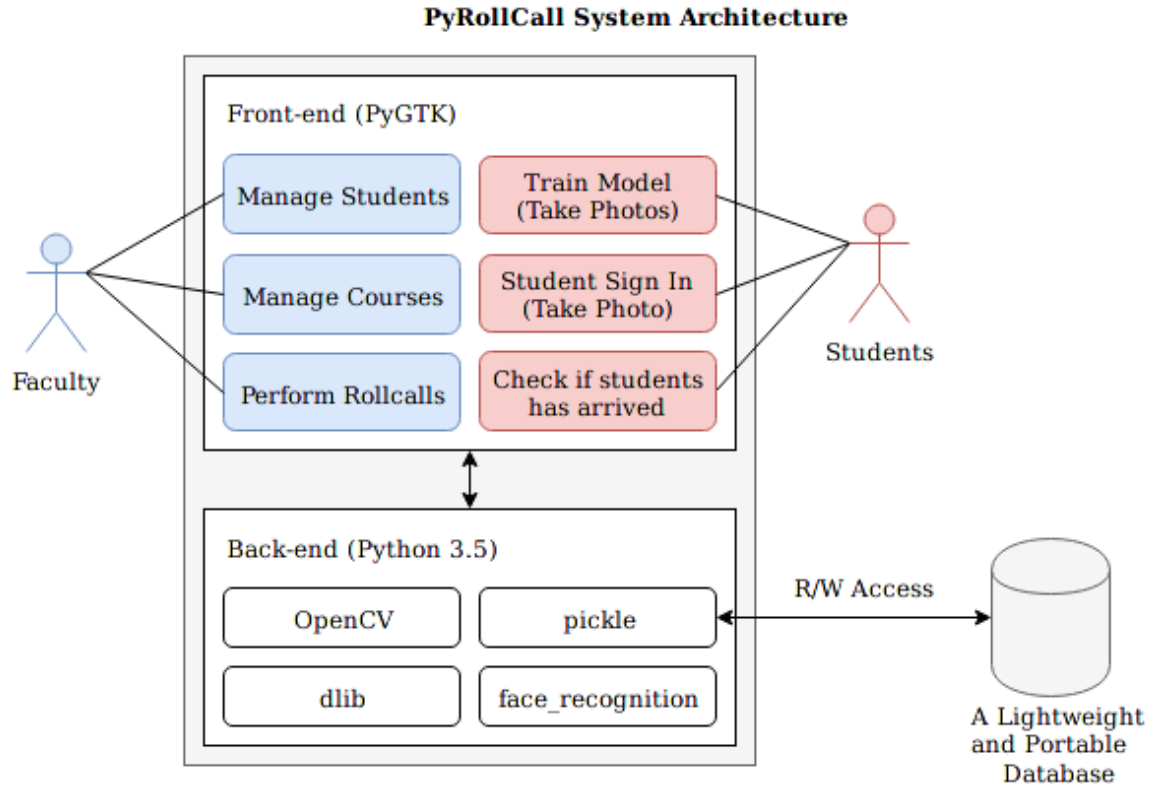 PyRollCall System Architecture
Front-end (PyGTK)
Manage Students
Train Model
(Take Photos)
Manage Courses
Student Sign In
(Take Photo)
Perform Rollcalls
Check if students
has arrived
Faculty
Students
Back-end (Python 3.5)
OpenCV
pickle
dlib
face_recognition
R/W Access
A Lightweight
and Portable
Database